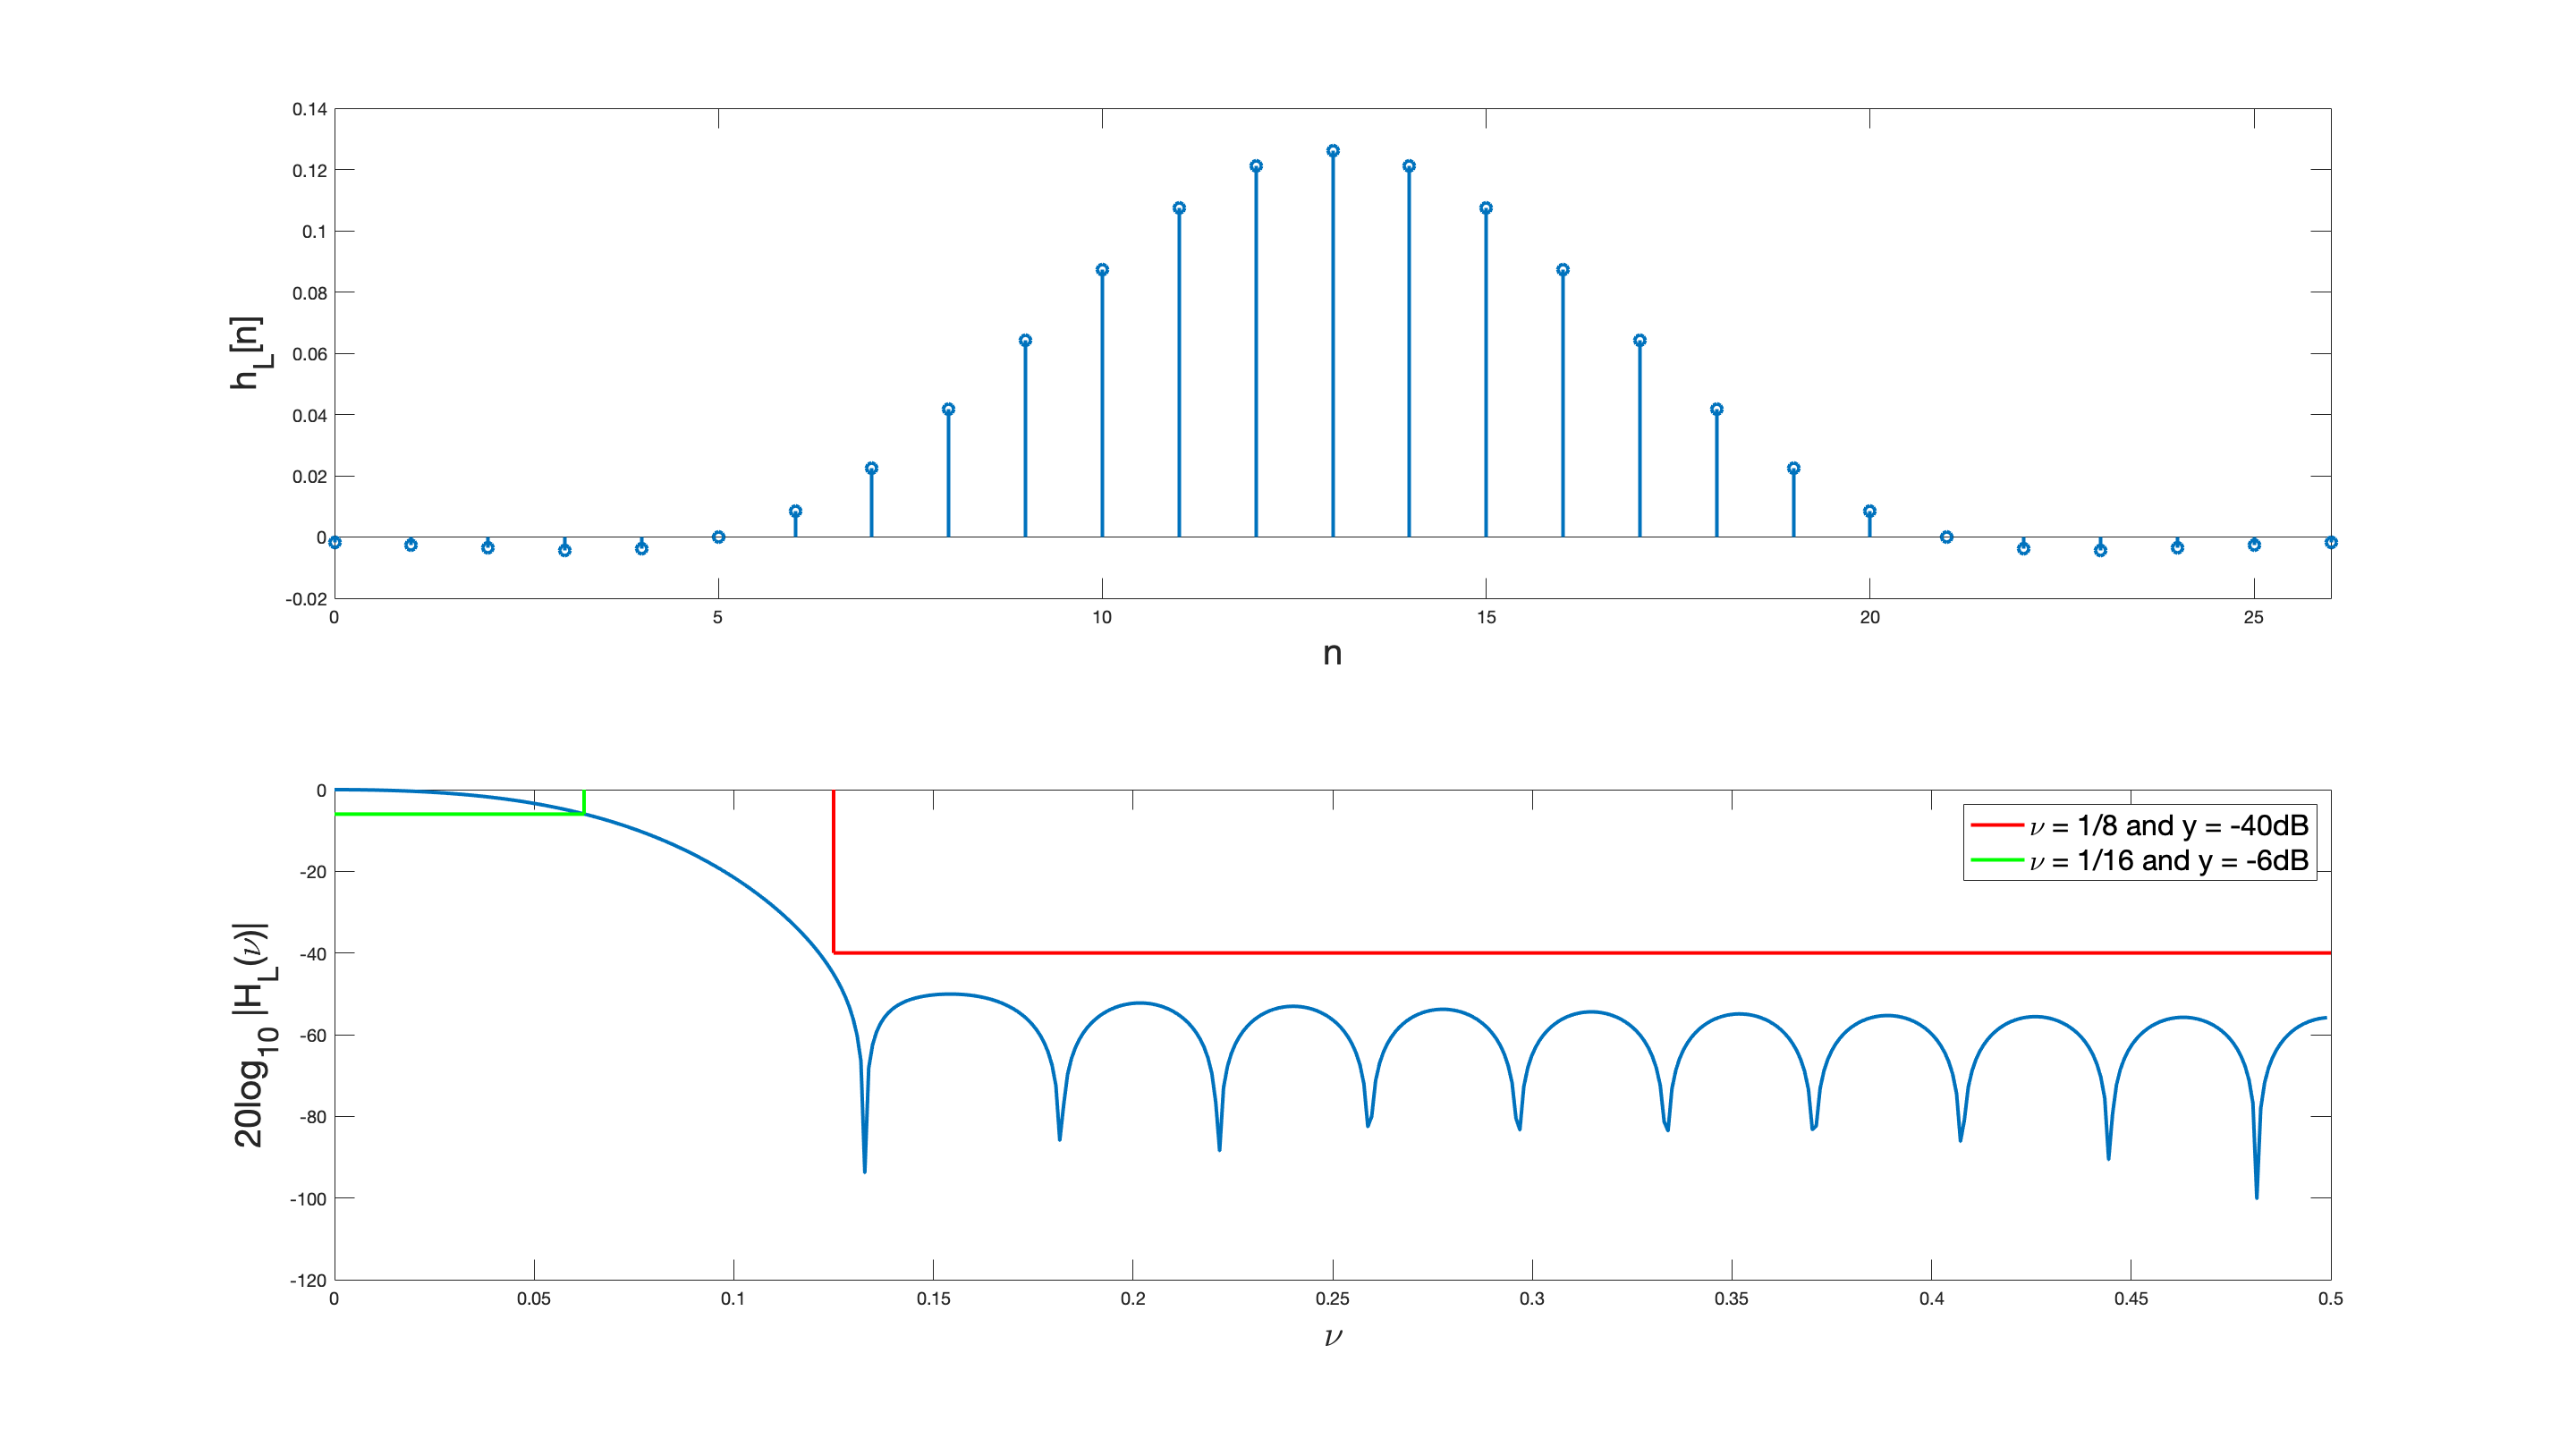 0.14
0.12
0.1
0.08
0.06
0.04
0.02
0
-0.02
h_L[n]
0 5 10 15 20 25
n
0
-20
-40
-60
-80
-100
-120
20log_10 |H_L(ν)|
ν = 1/8 and y = -40dB
ν = 1/16 and y = -6dB
0 0.05 0.1 0.15 0.2 0.25 0.3 0.35 0.4 0.45 0.5
ν